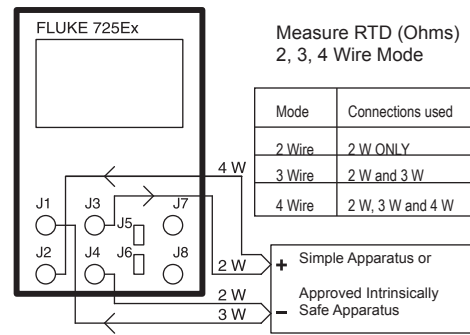 FLUKE 725Ex
Measure RTD (Ohms)
2, 3, 4 Wire Mode
Mode Connections used
2 Wire 2 W ONLY
3 Wire 2 W and 3 W
4 Wire 2 W, 3 W and 4 W
4 W
J1 J3 J7
J5
J2 J4 J6 J8
2 W
+ Simple Apparatus or
Approved Intrinsically
2 W
– Safe Apparatus
3 W